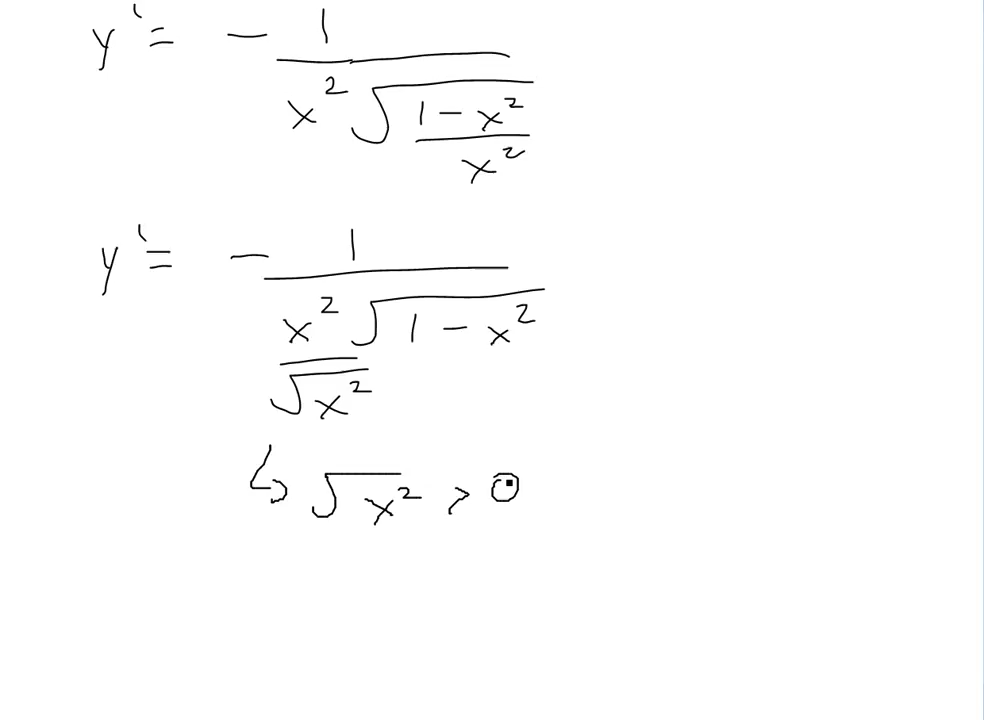 y' = - 1 / (x² √((1 - x²) / x²))
y' = - 1 / ((x² / √x²) √(1 - x²))
↳ √x² > 0